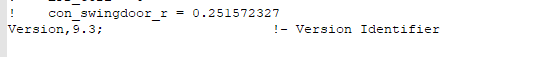 !    con_swingdoor_r = 0.251572327
Version,9.3;                      !- Version Identifier